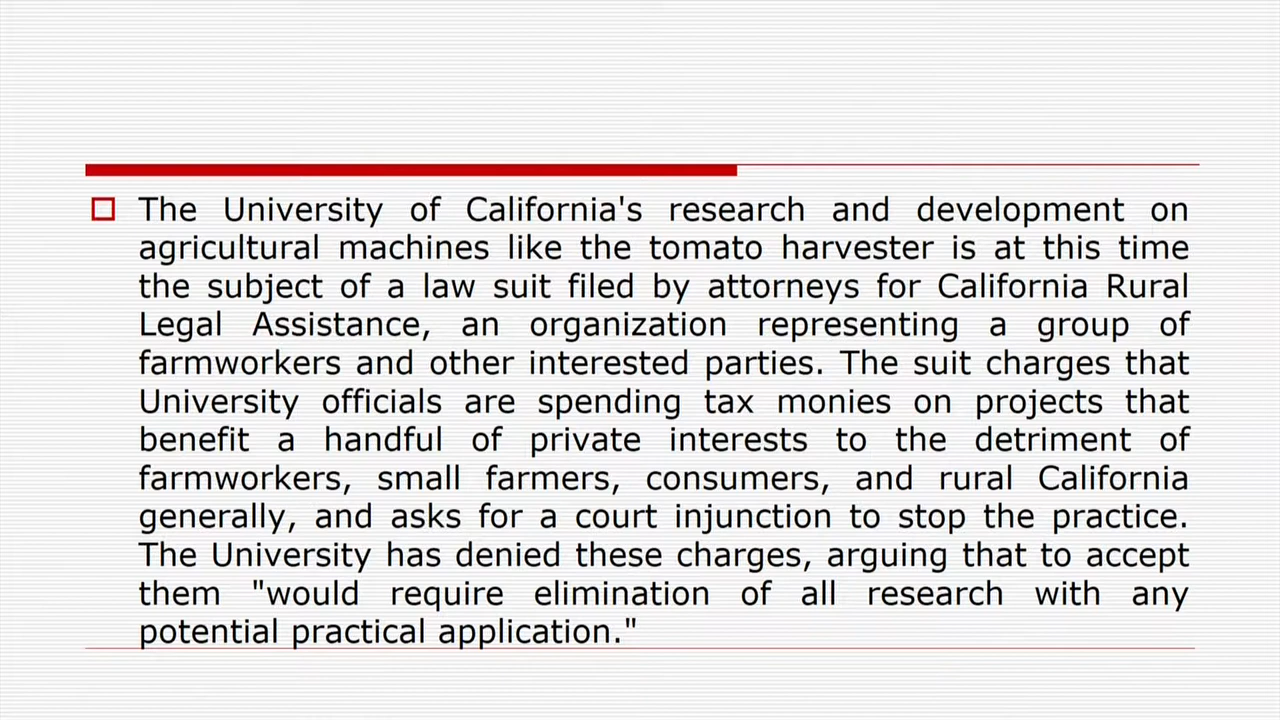 The University of California's research and development on
agricultural machines like the tomato harvester is at this time
the subject of a law suit filed by attorneys for California Rural
Legal Assistance, an organization representing a group of
farmworkers and other interested parties. The suit charges that
University officials are spending tax monies on projects that
benefit a handful of private interests to the detriment of
farmworkers, small farmers, consumers, and rural California
generally, and asks for a court injunction to stop the practice.
The University has denied these charges, arguing that to accept
them "would require elimination of all research with any
potential practical application."